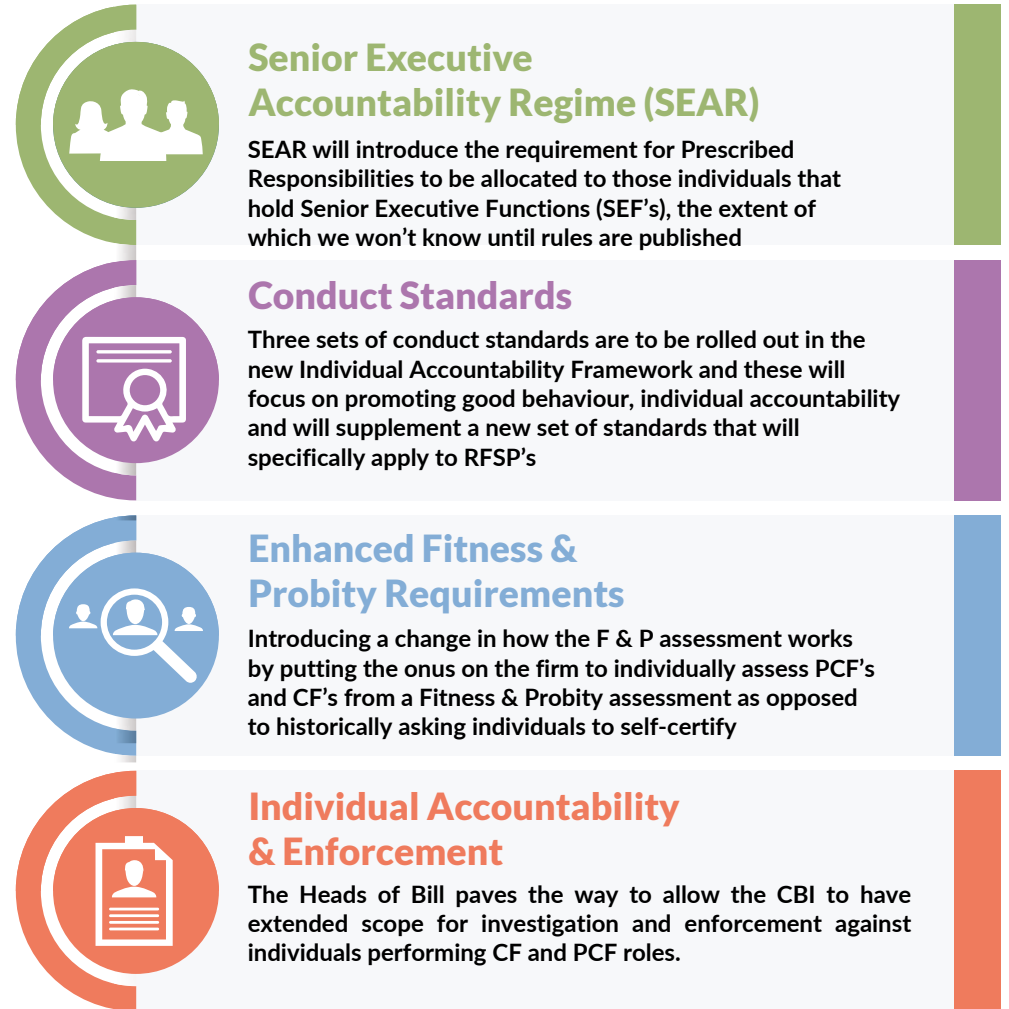 Senior Executive
Accountability Regime (SEAR)
SEAR will introduce the requirement for Prescribed
Responsibilities to be allocated to those individuals that
hold Senior Executive Functions (SEF's), the extent of
which we won't know until rules are published
Conduct Standards
Three sets of conduct standards are to be rolled out in the
new Individual Accountability Framework and these will
focus on promoting good behaviour, individual accountability
and will supplement a new set of standards that will
specifically apply to RFSP's
Enhanced Fitness &
Probity Requirements
Introducing a change in how the F & P assessment works
by putting the onus on the firm to individually assess PCF's
and CF's from a Fitness & Probity assessment as opposed
to historically asking individuals to self-certify
Individual Accountability
& Enforcement
The Heads of Bill paves the way to allow the CBI to have
extended scope for investigation and enforcement against
individuals performing CF and PCF roles.